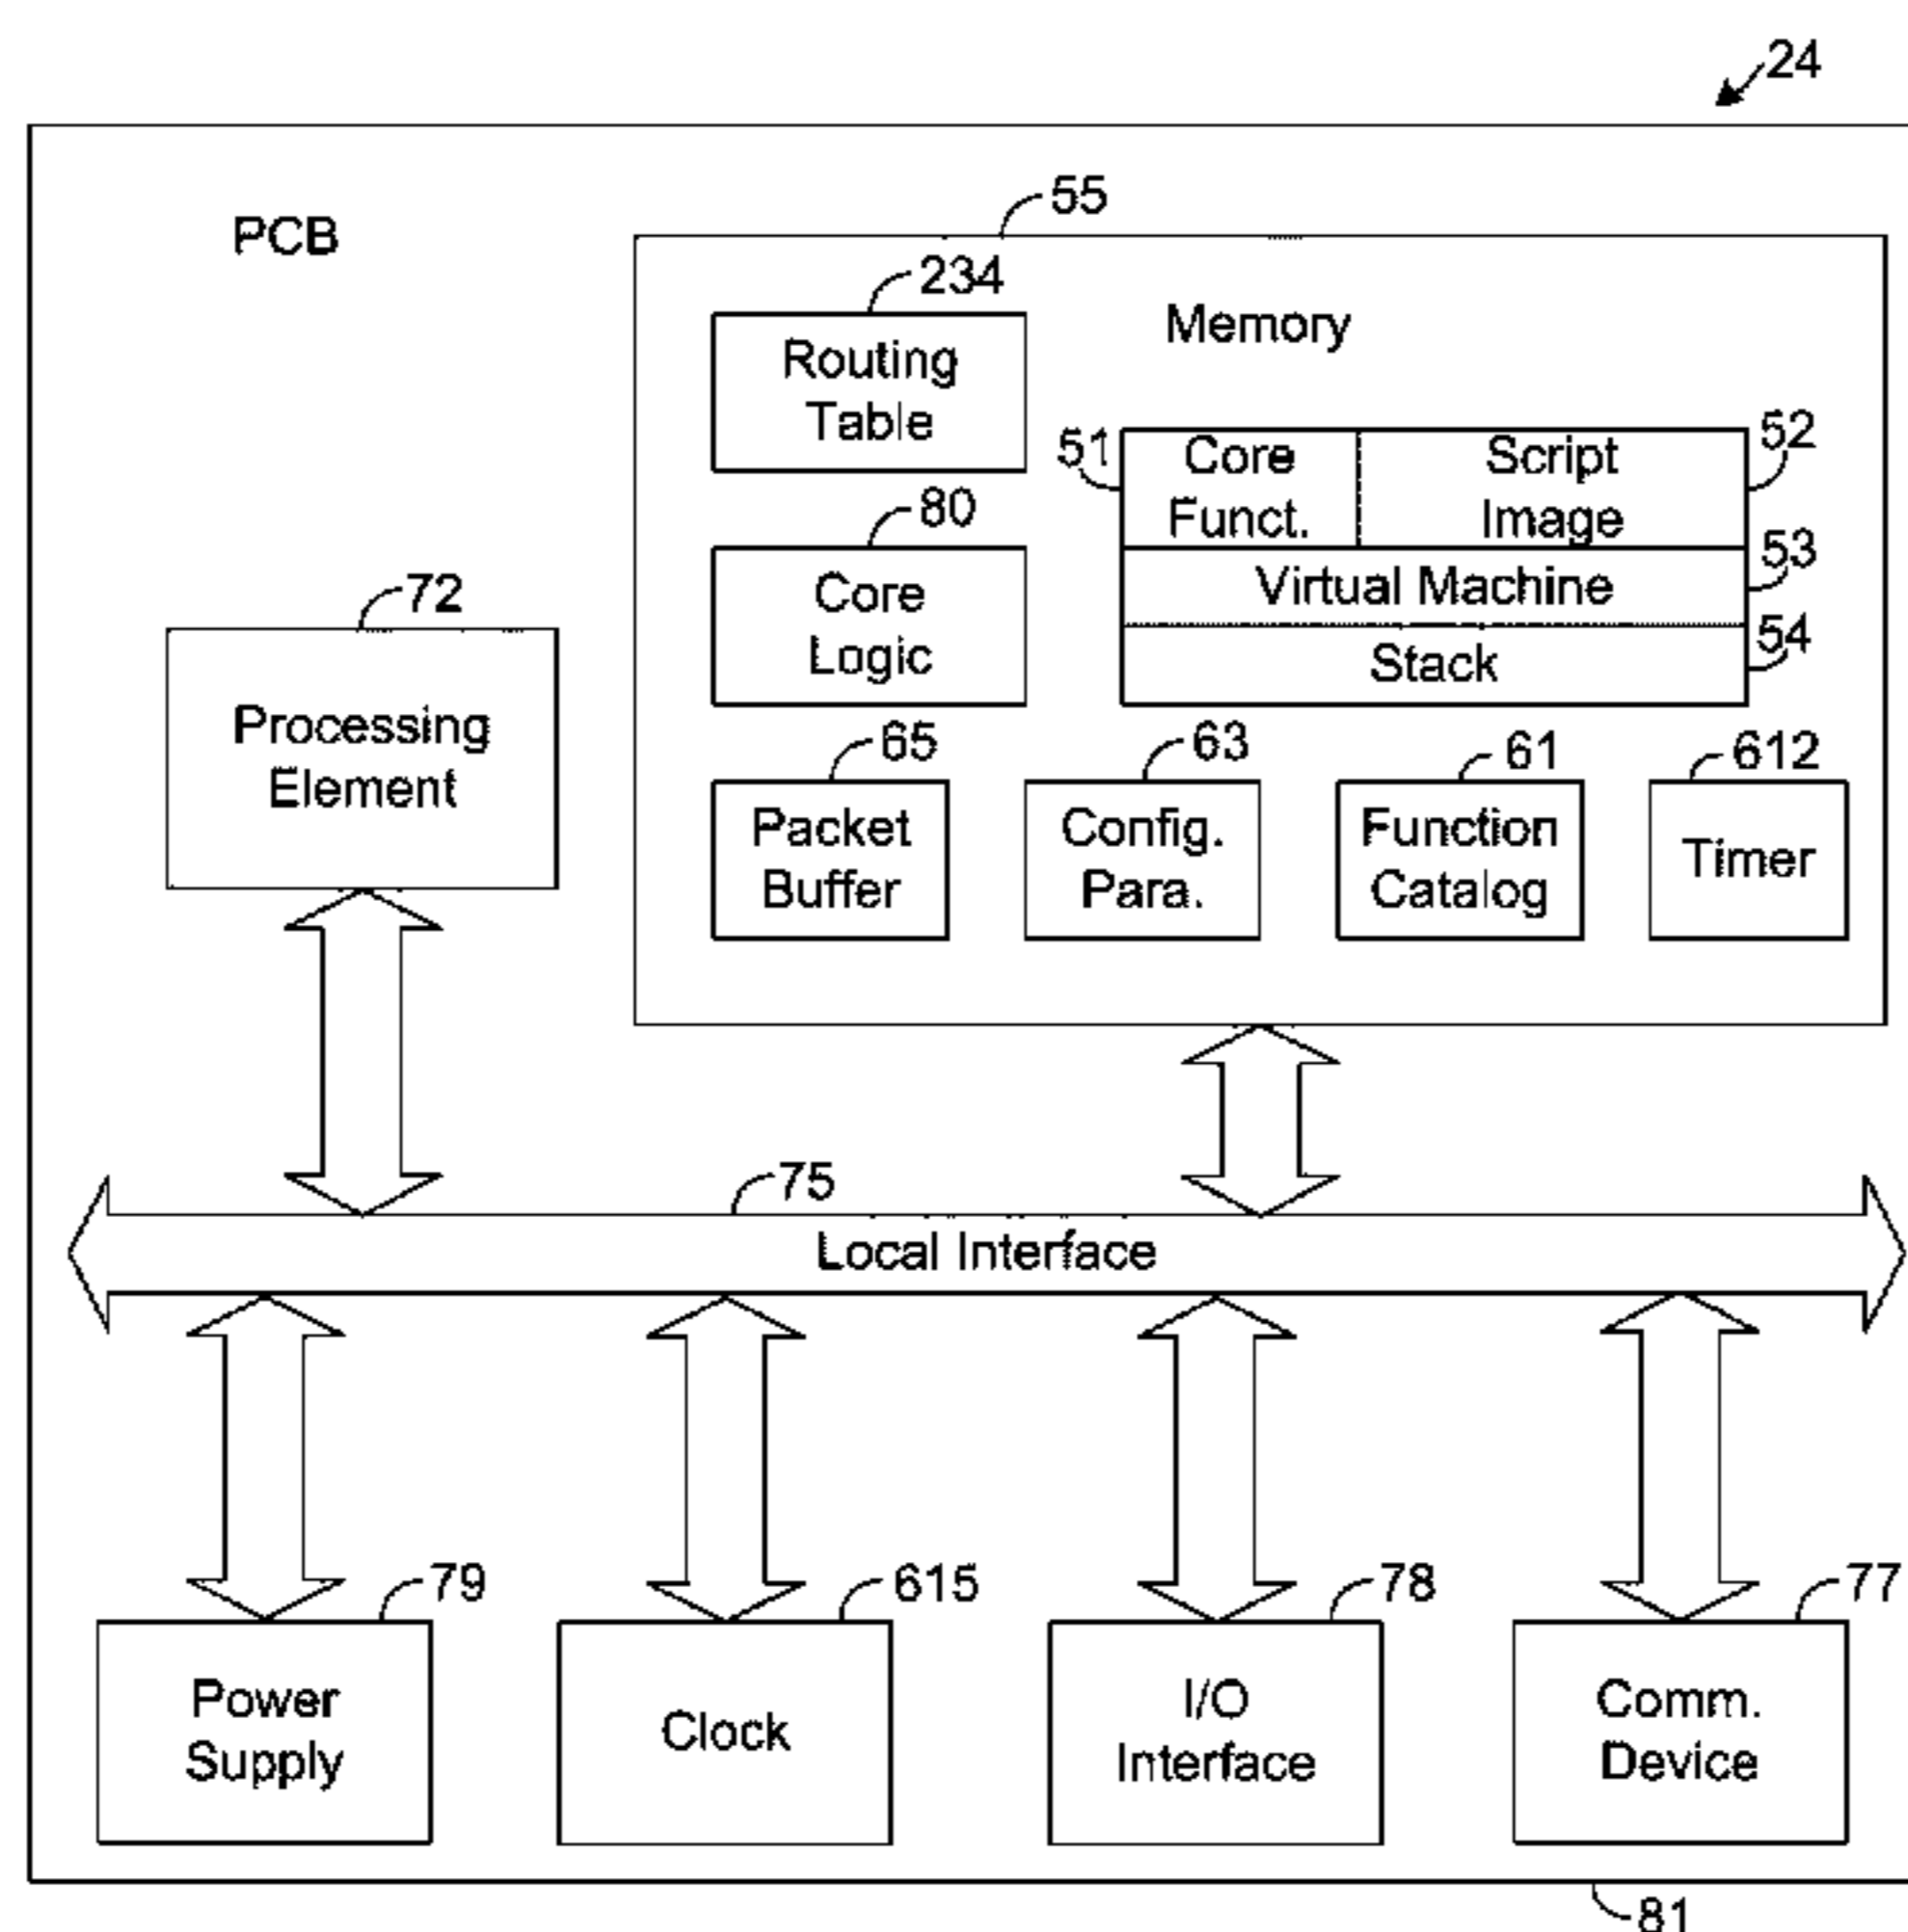 24
PCB
55
234
Routing
Table
Memory
51
Core
Funct.
Script
Image
52
80
Core
Logic
Virtual Machine
53
Stack
54
72
Processing
Element
65
Packet
Buffer
63
Config.
Para.
61
Function
Catalog
612
Timer
75
Local Interface
79
Power
Supply
615
Clock
78
I/O
Interface
77
Comm.
Device
81